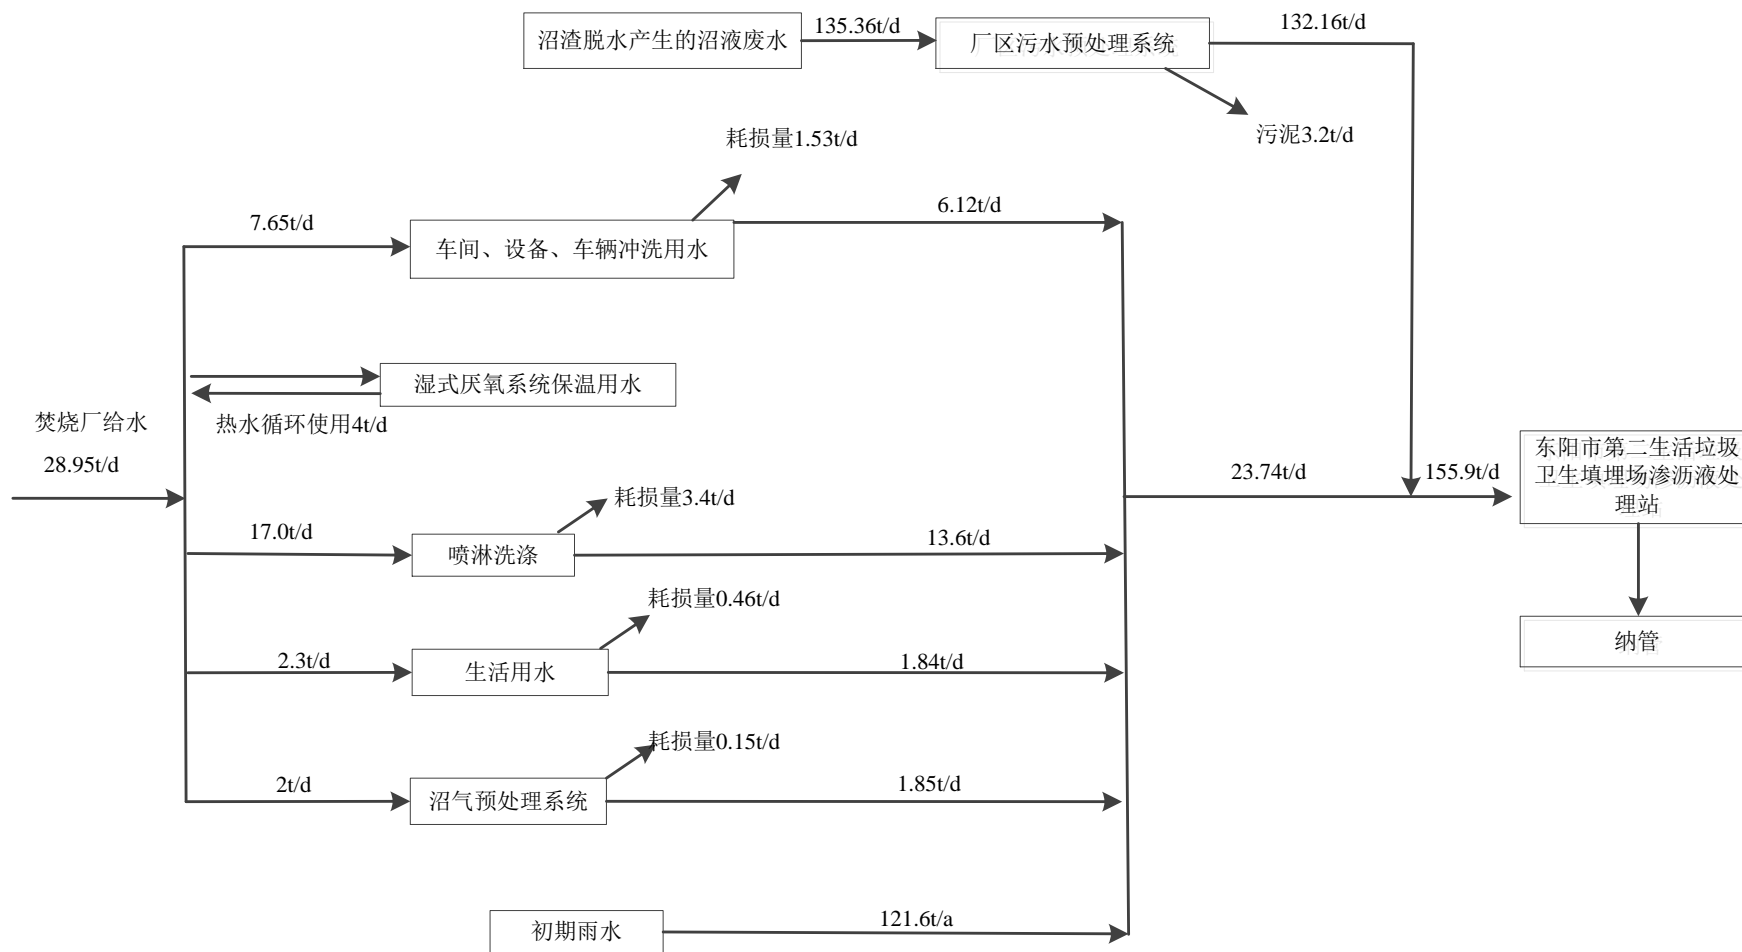 沼渣脱水产生的沼液废水
135.36t/d
厂区污水预处理系统
132.16t/d
污泥3.2t/d
耗损量1.53t/d
7.65t/d
车间、设备、车辆冲洗用水
6.12t/d
湿式厌氧系统保温用水
热水循环使用4t/d
焚烧厂给水
28.95t/d
耗损量3.4t/d
17.0t/d
喷淋洗涤
13.6t/d
23.74t/d
155.9t/d
东阳市第二生活垃圾
卫生填埋场渗沥液处
理站
纳管
耗损量0.46t/d
2.3t/d
生活用水
1.84t/d
耗损量0.15t/d
2t/d
沼气预处理系统
1.85t/d
初期雨水
121.6t/a